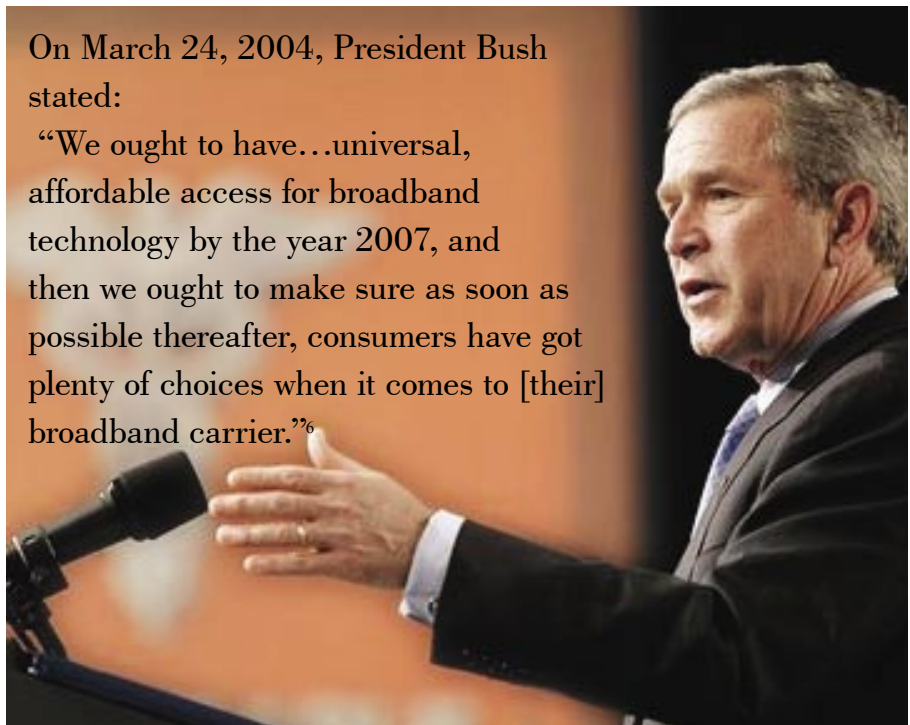 On March 24, 2004, President Bush
stated:
“We ought to have…universal,
affordable access for broadband
technology by the year 2007, and
then we ought to make sure as soon as
possible thereafter, consumers have got
plenty of choices when it comes to [their]
broadband carrier.”6